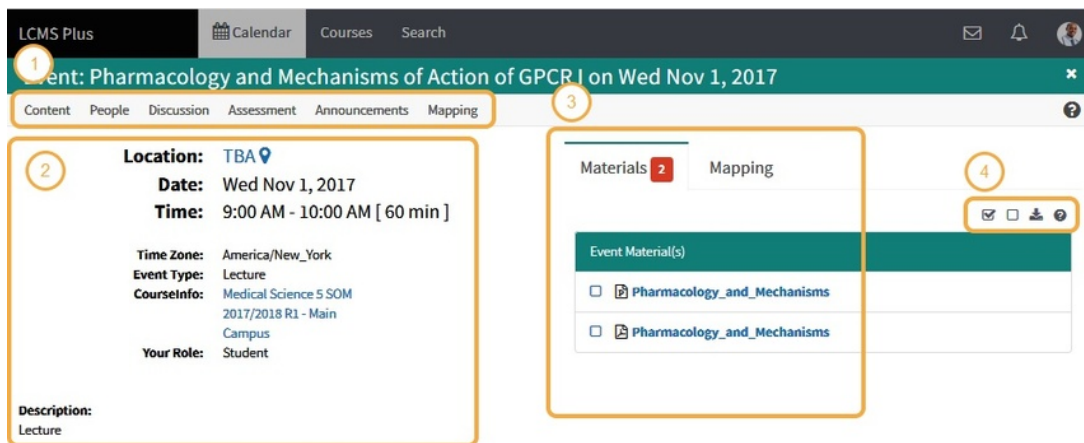 LCMS Plus Calendar Courses Search
1
Event: Pharmacology and Mechanisms of Action of GPCR I on Wed Nov 1, 2017
Content People Discussion Assessment Announcements Mapping
2
Location: TBA
Date: Wed Nov 1, 2017
Time: 9:00 AM - 10:00 AM [ 60 min ]
Time Zone: America/New_York
Event Type: Lecture
CourseInfo: Medical Science 5 SOM
2017/2018 R1 - Main
Campus
Your Role: Student
Description:
Lecture
3
Materials 2 Mapping
4
Event Material(s)
Pharmacology_and_Mechanisms
Pharmacology_and_Mechanisms